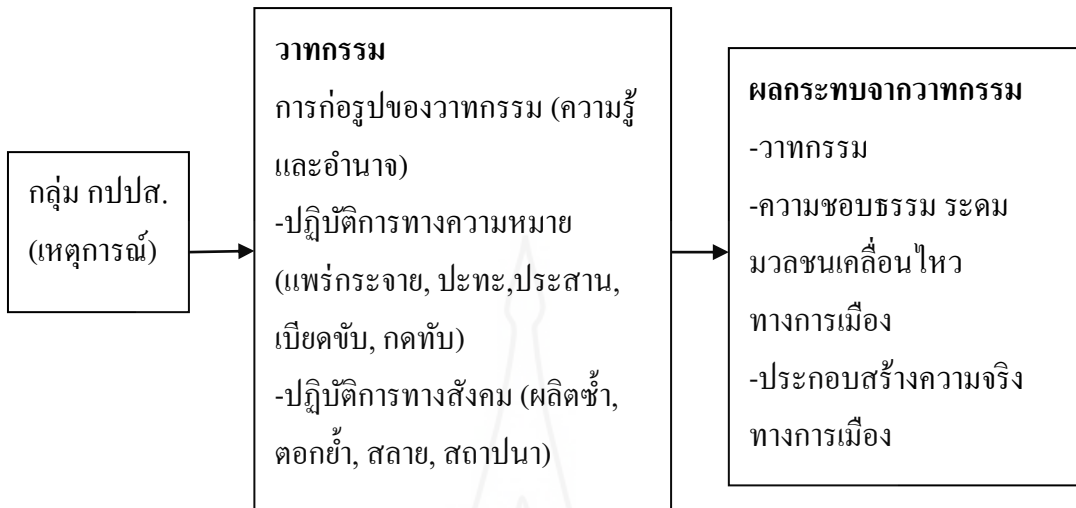 กลุ่ม กปปส.
(เหตุการณ์)
วาทกรรม
การก่อรูปของวาทกรรม (ความรู้
และอำนาจ)
-ปฏิบัติการทางความหมาย
(แพร่กระจาย, ปะทะ,ประสาน,
เบียดขับ, กดทับ)
-ปฏิบัติการทางสังคม (ผลิตซ้ำ,
ตอกย้ำ, สลาย, สถาปนา)
ผลกระทบจากวาทกรรม
-วาทกรรม
-ความชอบธรรม ระดม
มวลชนเคลื่อนไหว
ทางการเมือง
-ประกอบสร้างความจริง
ทางการเมือง